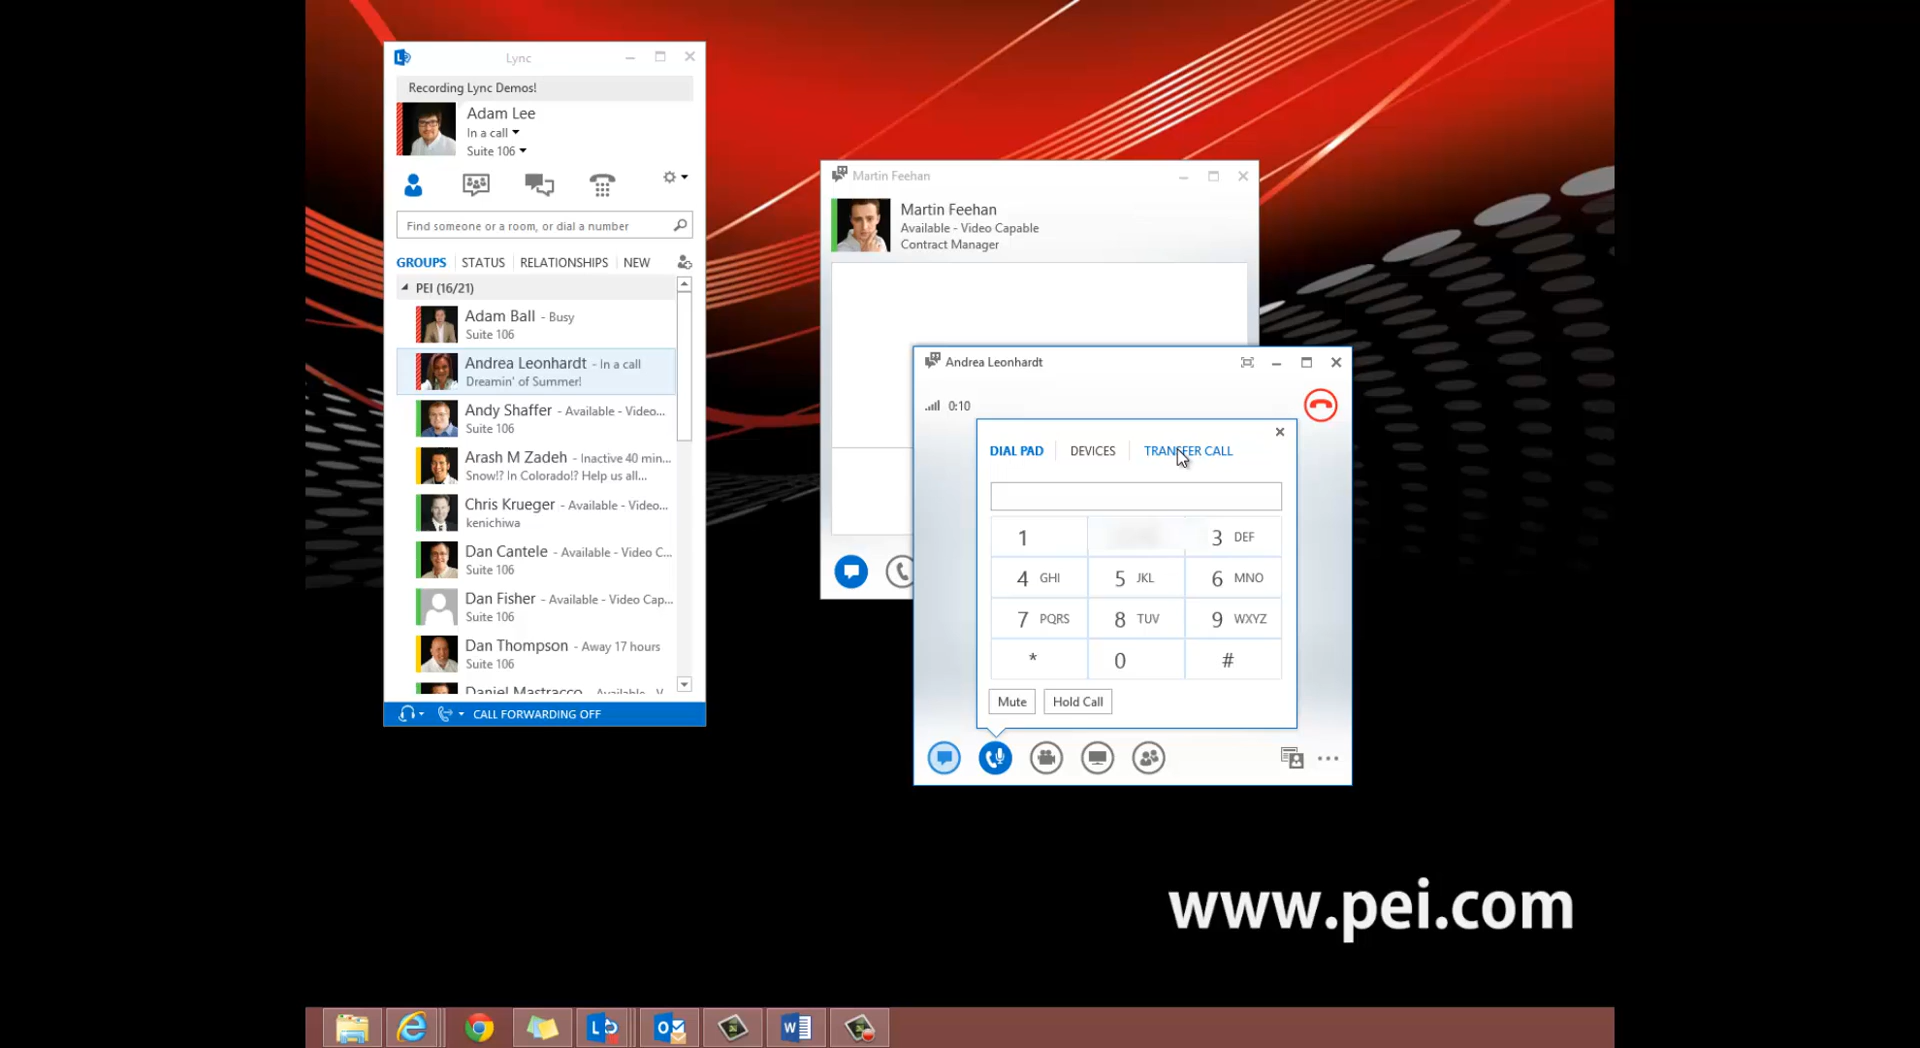 Lync
Recording Lync Demos!
Adam Lee
In a call
Suite 106
Find someone or a room, or dial a number
GROUPS STATUS RELATIONSHIPS NEW
PEI (16/21)
Adam Ball - Busy
Suite 106
Andrea Leonhardt - In a call
Dreamin' of Summer!
Andy Shaffer - Available - Video...
Suite 106
Arash M Zadeh - Inactive 40 min...
Snow!? In Colorado!? Help us all...
Chris Krueger - Available - Video...
kenichiwa
Dan Cantele - Available - Video C...
Suite 106
Dan Fisher - Available - Video Cap...
Suite 106
Dan Thompson - Away 17 hours
Suite 106
Daniel Mastracco - Available - V
CALL FORWARDING OFF
Martin Feehan
Martin Feehan
Available - Video Capable
Contract Manager
Andrea Leonhardt
0:10
DIAL PAD DEVICES TRANSFER CALL
1 3 DEF
4 GHI 5 JKL 6 MNO
7 PQRS 8 TUV 9 WXYZ
* 0 #
Mute Hold Call
www.pei.com